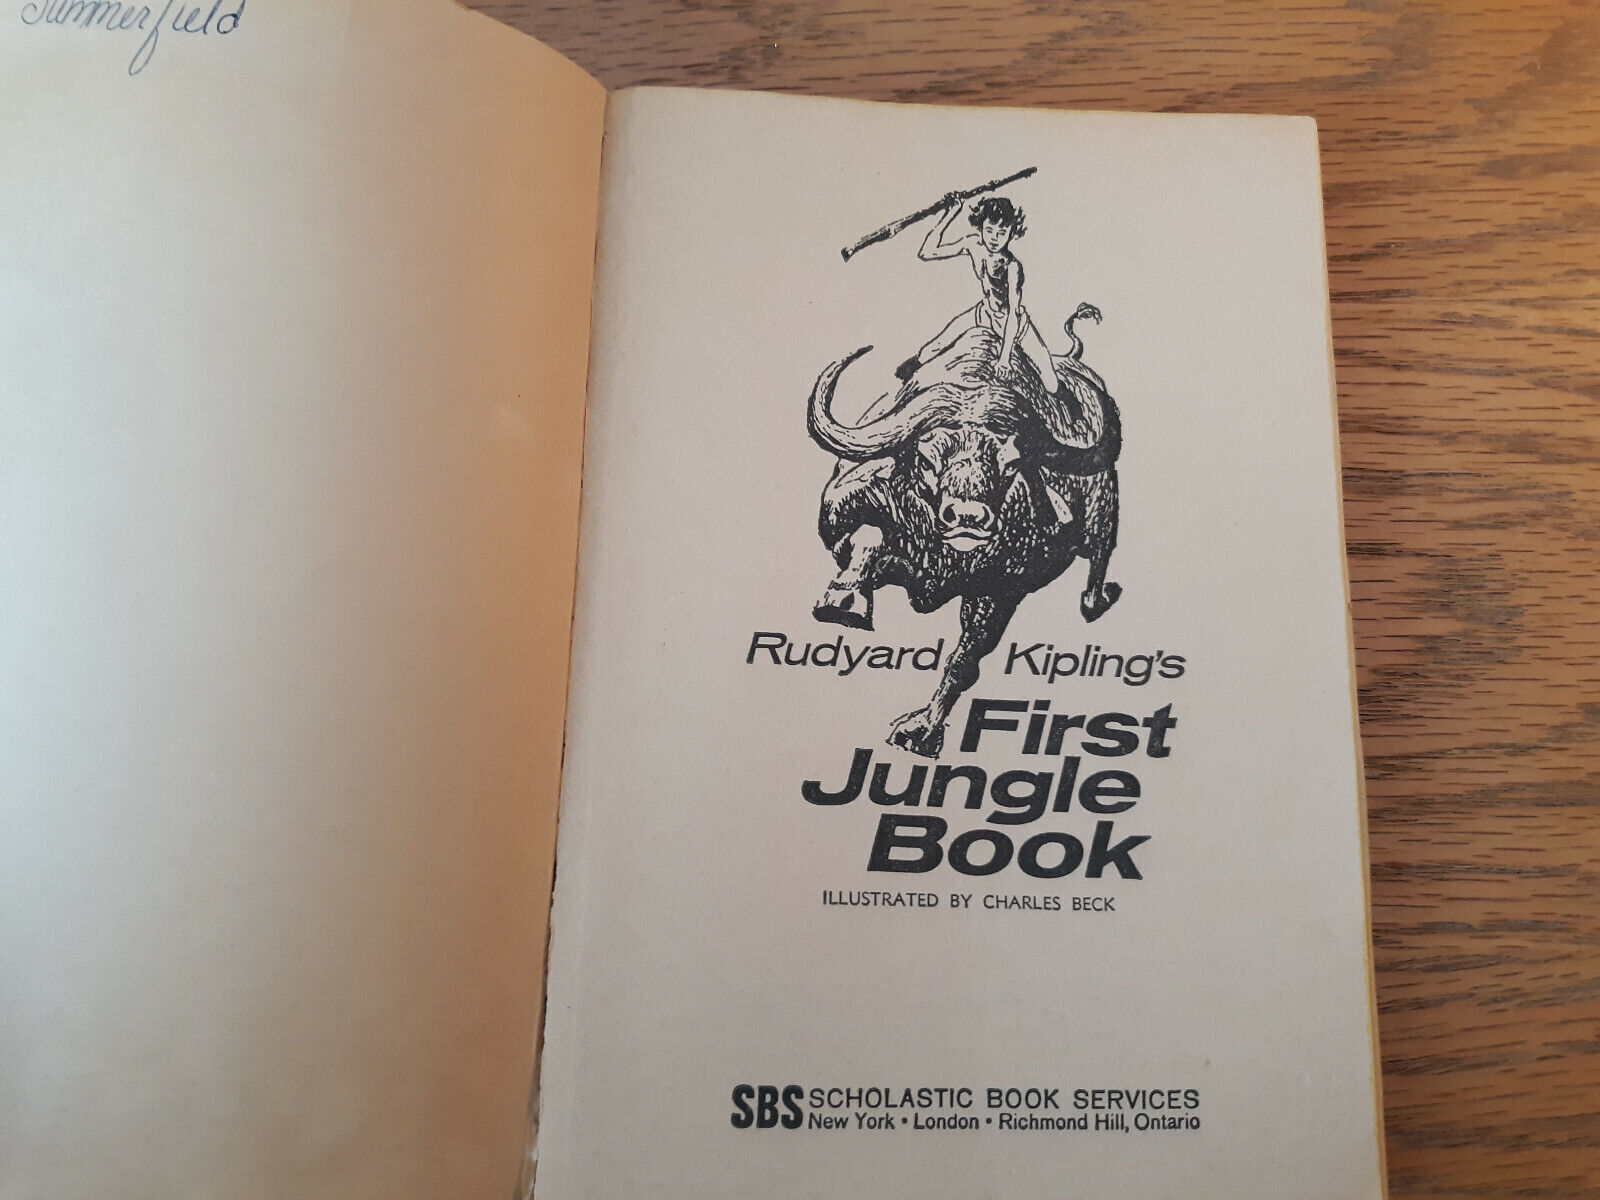 Summerfield
Rudyard Kipling's
First
Jungle
Book
ILLUSTRATED BY CHARLES BECK
SBS SCHOLASTIC BOOK SERVICES
New York • London • Richmond Hill, Ontario